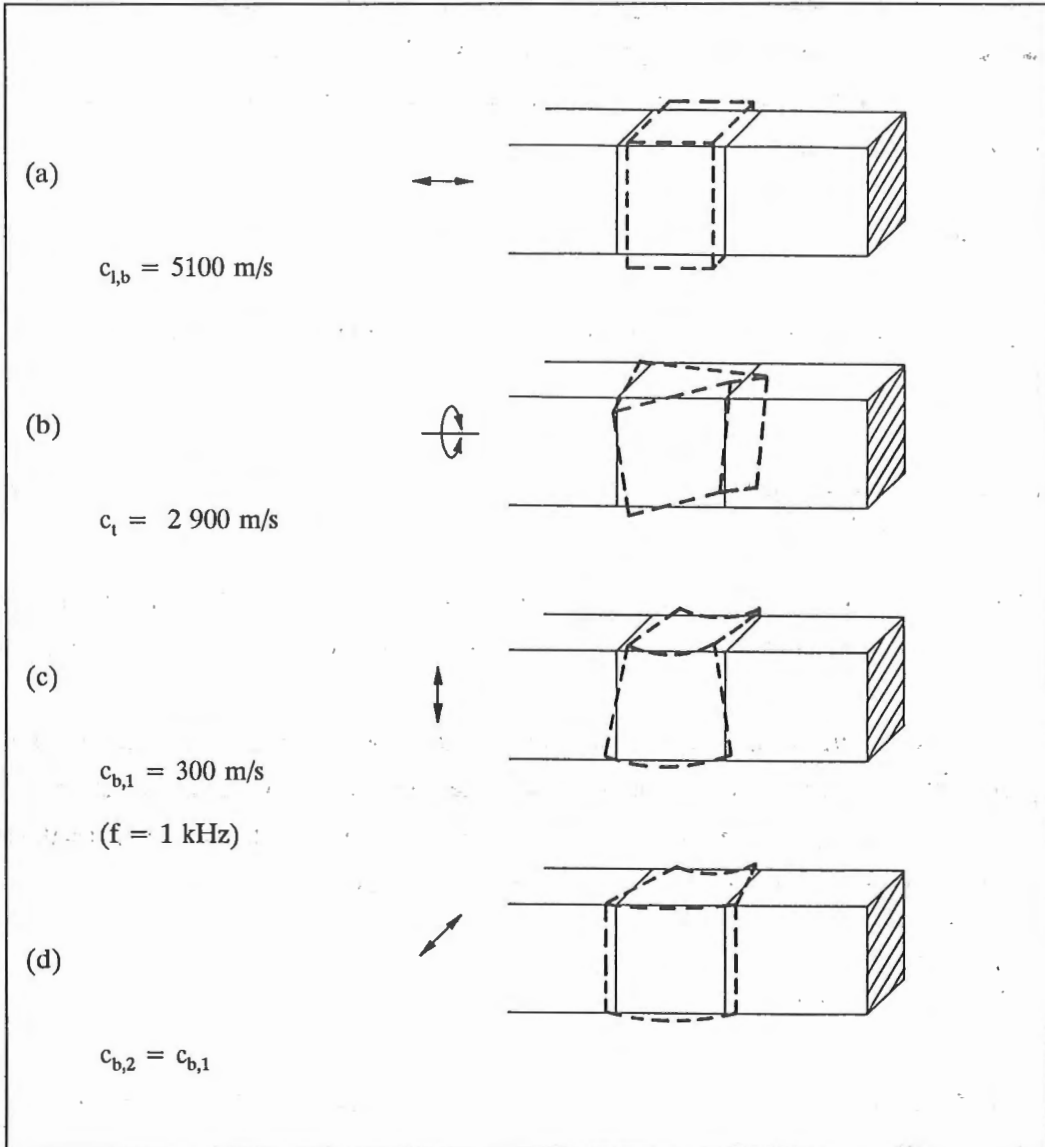 (a)
c_{l,b} = 5100 m/s
(b)
c_t = 2 900 m/s
(c)
c_{b,1} = 300 m/s
(f = 1 kHz)
(d)
c_{b,2} = c_{b,1}